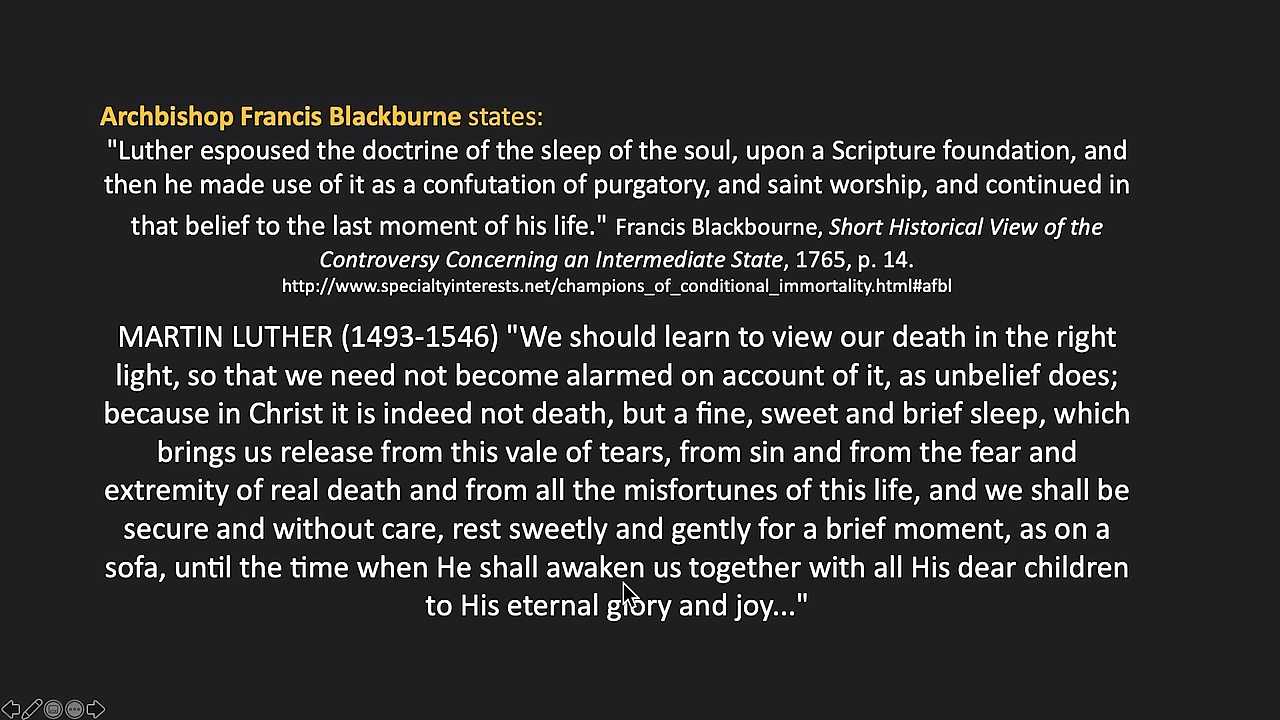 Archbishop Francis Blackburne states:
"Luther espoused the doctrine of the sleep of the soul, upon a Scripture foundation, and
then he made use of it as a confutation of purgatory, and saint worship, and continued in
that belief to the last moment of his life." Francis Blackbourne, Short Historical View of the
Controversy Concerning an Intermediate State, 1765, p. 14.
http://www.specialtyinterests.net/champions_of_conditional_immortality.html#afbl
MARTIN LUTHER (1493-1546) "We should learn to view our death in the right
light, so that we need not become alarmed on account of it, as unbelief does;
because in Christ it is indeed not death, but a fine, sweet and brief sleep, which
brings us release from this vale of tears, from sin and from the fear and
extremity of real death and from all the misfortunes of this life, and we shall be
secure and without care, rest sweetly and gently for a brief moment, as on a
sofa, until the time when He shall awaken us together with all His dear children
to His eternal glory and joy..."